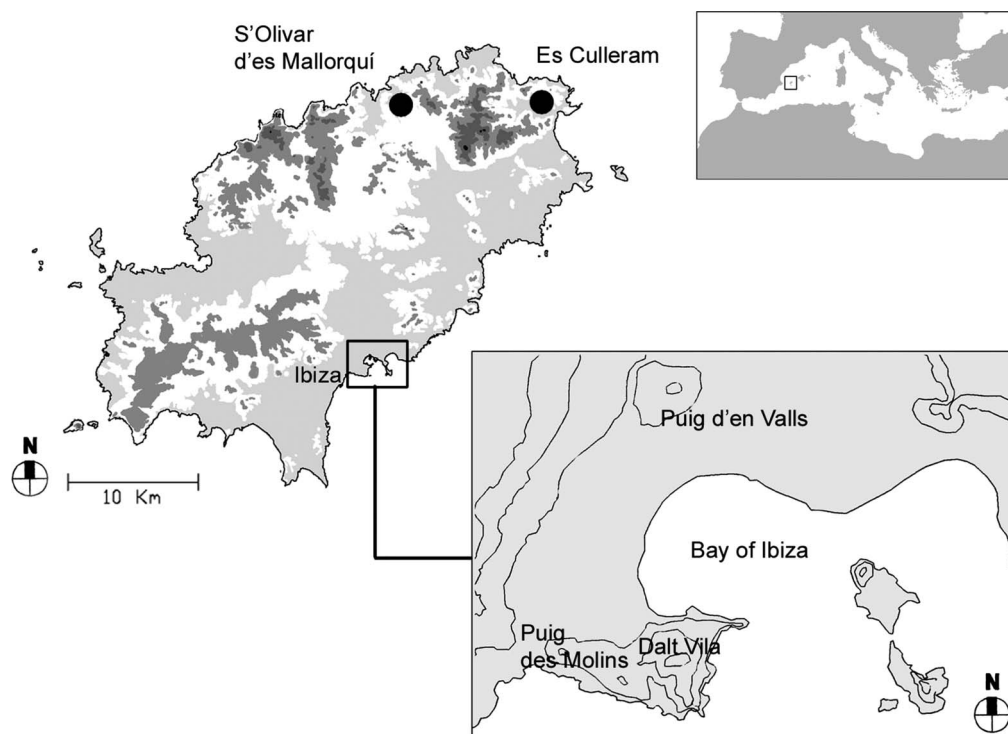 S'Olivar
d'es Mallorquí
Es Culleram
Ibiza
N
10 Km
Puig d'en Valls
Bay of Ibiza
Puig
des Molins
Dalt Vila
N